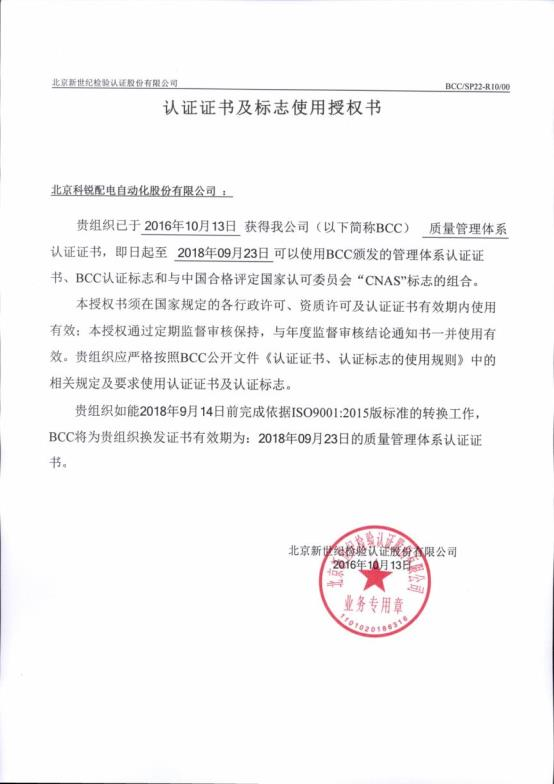 北京新世纪检验认证股份有限公司
BCC/SP22-R10/00
认证证书及标志使用授权书
北京科锐配电自动化股份有限公司：
贵组织已于 2016年10月13日 获得我公司（以下简称BCC） 质量管理体系
认证证书，即日起至 2018年09月23日 可以使用BCC颁发的管理体系认证证
书、BCC认证标志和与中国合格评定国家认可委员会“CNAS”标志的组合。
本授权书须在国家规定的各行政许可、资质许可及认证证书有效期内使用
有效；本授权通过定期监督审核保持，与年度监督审核结论通知书一并使用有
效。贵组织应严格按照BCC公开文件《认证证书、认证标志的使用规则》中的
相关规定及要求使用认证证书及认证标志。
贵组织如能2018年9月14日前完成依据ISO9001:2015版标准的转换工作，
BCC将为贵组织换发证书有效期为：2018年09月23日的质量管理体系认证证
书。
北京新世纪检验认证股份有限公司
2016年10月13日
北京新世纪检验认证股份有限公司
业务专用章
1101020186316